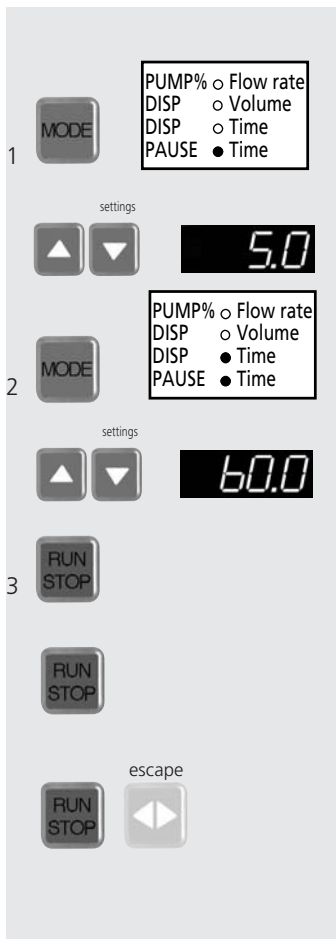 PUMP% ○ Flow rate
DISP ○ Volume
DISP ○ Time
PAUSE ● Time
MODE
1
settings
5.0
PUMP% ○ Flow rate
DISP ○ Volume
DISP ● Time
PAUSE ● Time
MODE
2
settings
60.0
RUN
STOP
3
RUN
STOP
escape
RUN
STOP